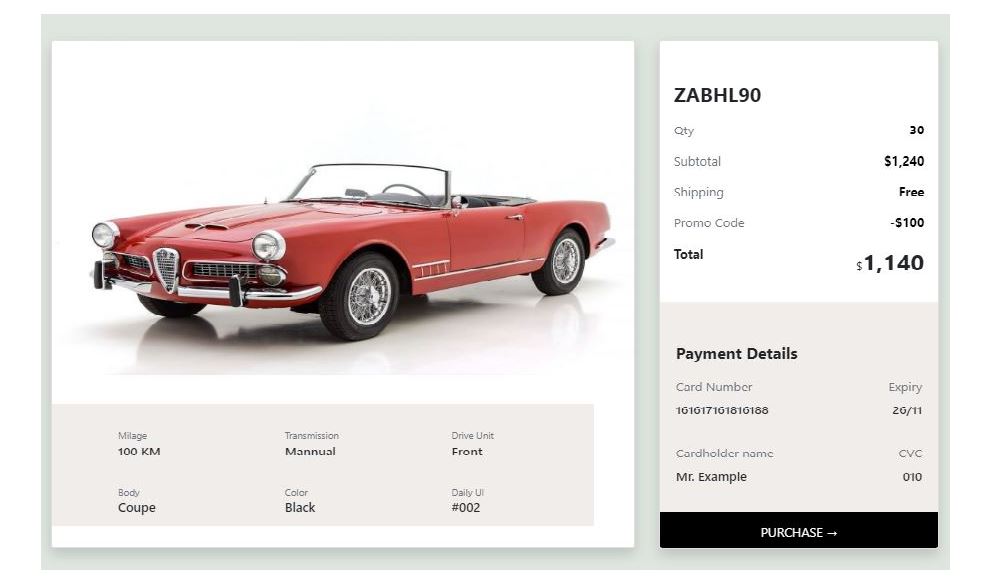 ZABHL90
Qty 30
Subtotal $1,240
Shipping Free
Promo Code -$100
Total $1,140
Payment Details
Card Number Expiry
161617161816188 26/11
Cardholder name CVC
Mr. Example 010
PURCHASE →
Milage Transmission Drive Unit
100 KM Mannual Front
Body Color Daily UI
Coupe Black #002